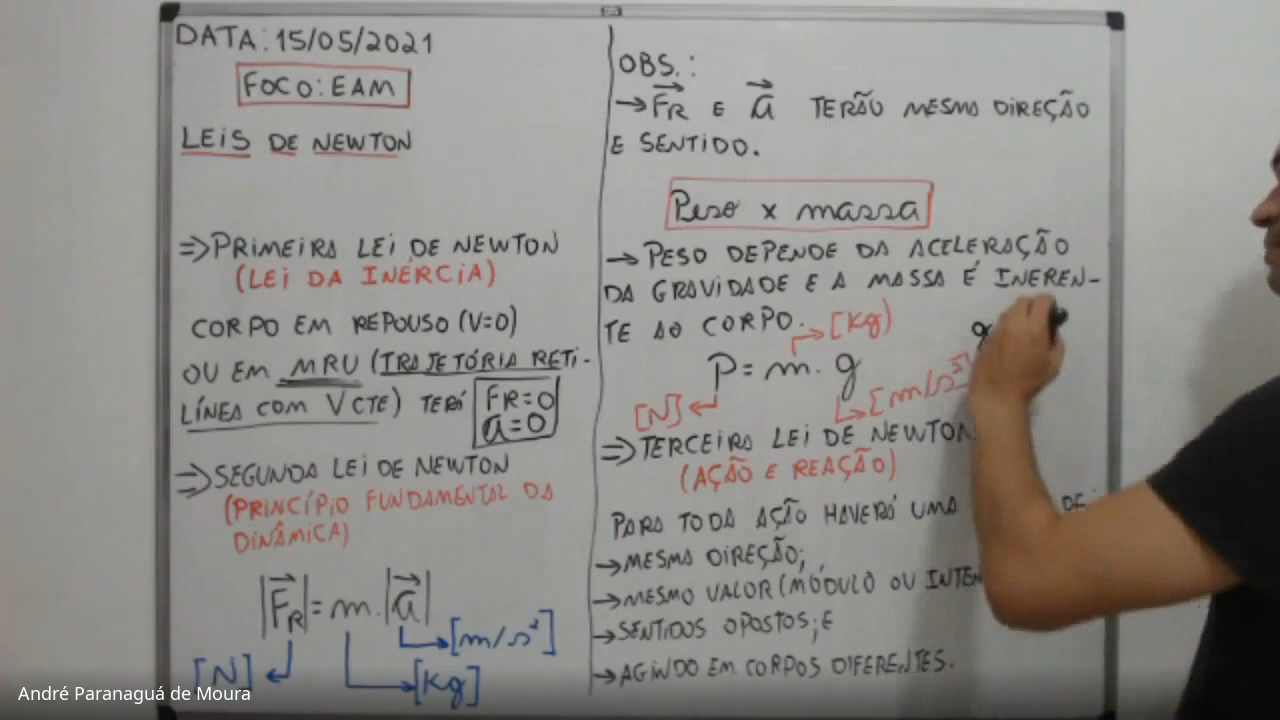 DATA: 15/05/2021
FOCO: EAM
LEIS DE NEWTON
⇒ PRIMEIRA LEI DE NEWTON
(LEI DA INÉRCIA)
CORPO EM REPOUSO (V=0)
OU EM MRU (TRAJETÓRIA RETI-
LÍNEA COM V CTE) TERÁ FR=0
a=0
⇒ SEGUNDA LEI DE NEWTON
(PRINCÍPIO FUNDAMENTAL DA
DINÂMICA)
|F⃗R| = m.|a⃗|
[m/s²]
[N]
[Kg]
OBS.:
→ F⃗R E a⃗ TERÃO MESMA DIREÇÃO
E SENTIDO.
Peso x massa
→ PESO DEPENDE DA ACELERAÇÃO
DA GRAVIDADE E A MASSA É INEREN-
TE AO CORPO.
[Kg)
g
P = m.g
[N]
[m/s²]
⇒ TERCEIRA LEI DE NEWTON
(AÇÃO E REAÇÃO)
PARA TODA AÇÃO HAVERÁ UMA DE:
→ MESMA DIREÇÃO;
→ MESMO VALOR (MÓDULO OU INTEN
→ SENTIDOS OPOSTOS; E
→ AGINDO EM CORPOS DIFERENTES.
André Paranaguá de Moura